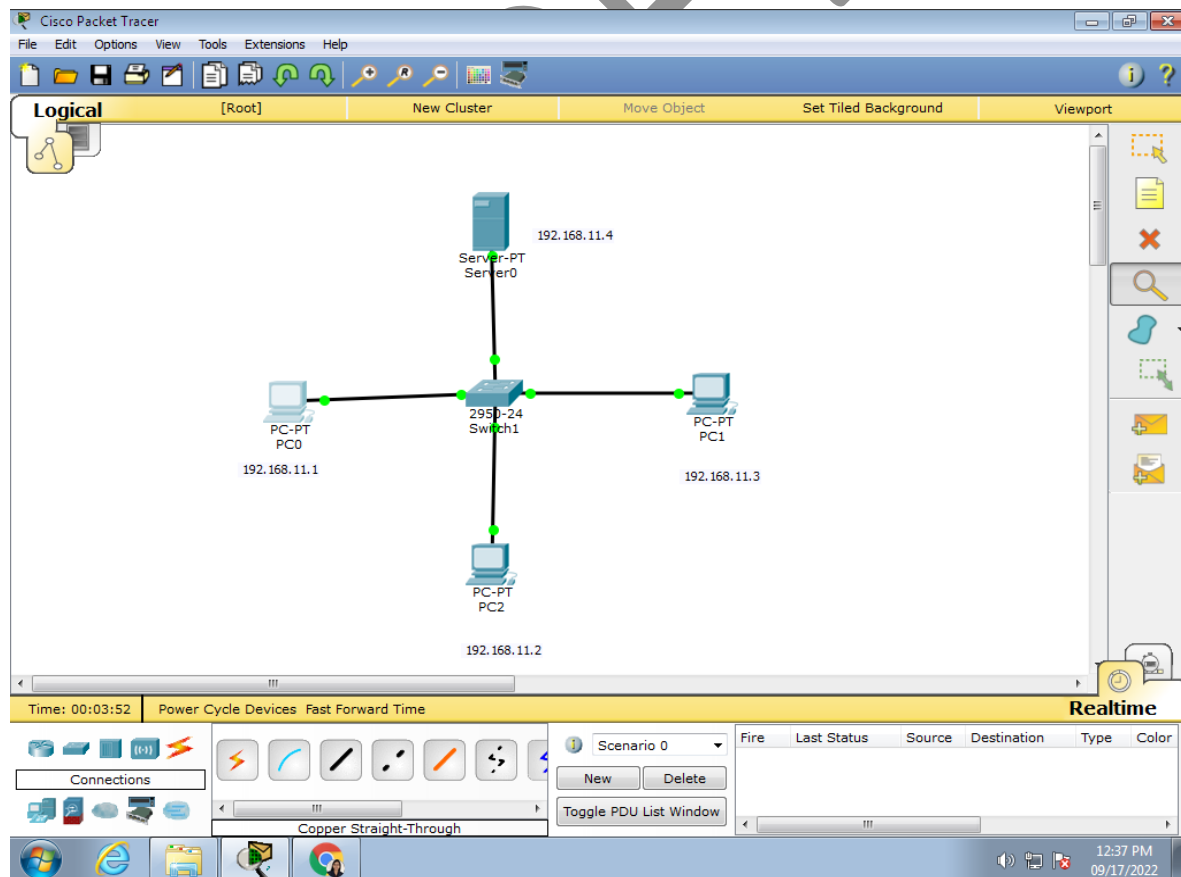 Cisco Packet Tracer
File Edit Options View Tools Extensions Help
Logical [Root] New Cluster Move Object Set Tiled Background Viewport
192.168.11.4
Server-PT
Server0
2950-24
Switch1
PC-PT
PC0
192.168.11.1
PC-PT
PC1
192.168.11.3
PC-PT
PC2
192.168.11.2
Time: 00:03:52 Power Cycle Devices Fast Forward Time Realtime
Connections
Copper Straight-Through
Scenario 0
New Delete
Toggle PDU List Window
Fire Last Status Source Destination Type Color
12:37 PM
09/17/2022